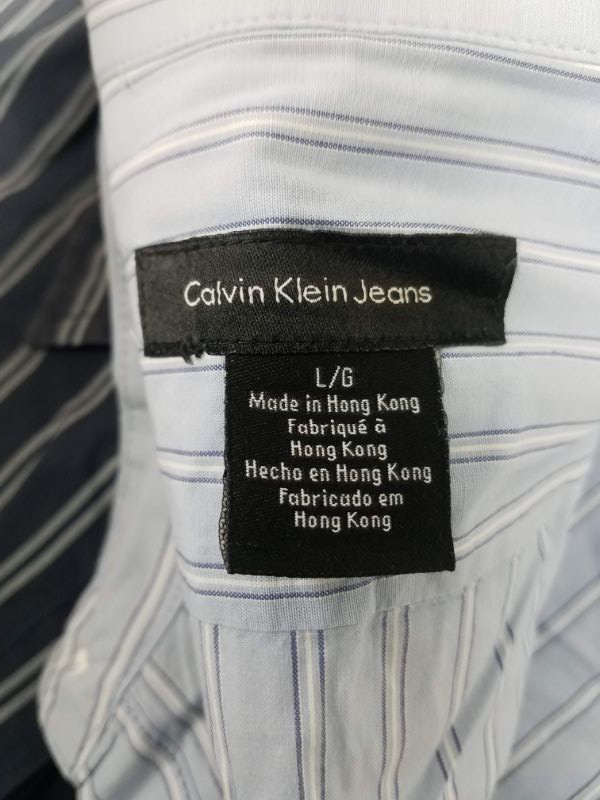 Calvin Klein Jeans
L/G
Made in Hong Kong
Fabriqué à
Hong Kong
Hecho en Hong Kong
Fabricado em
Hong Kong